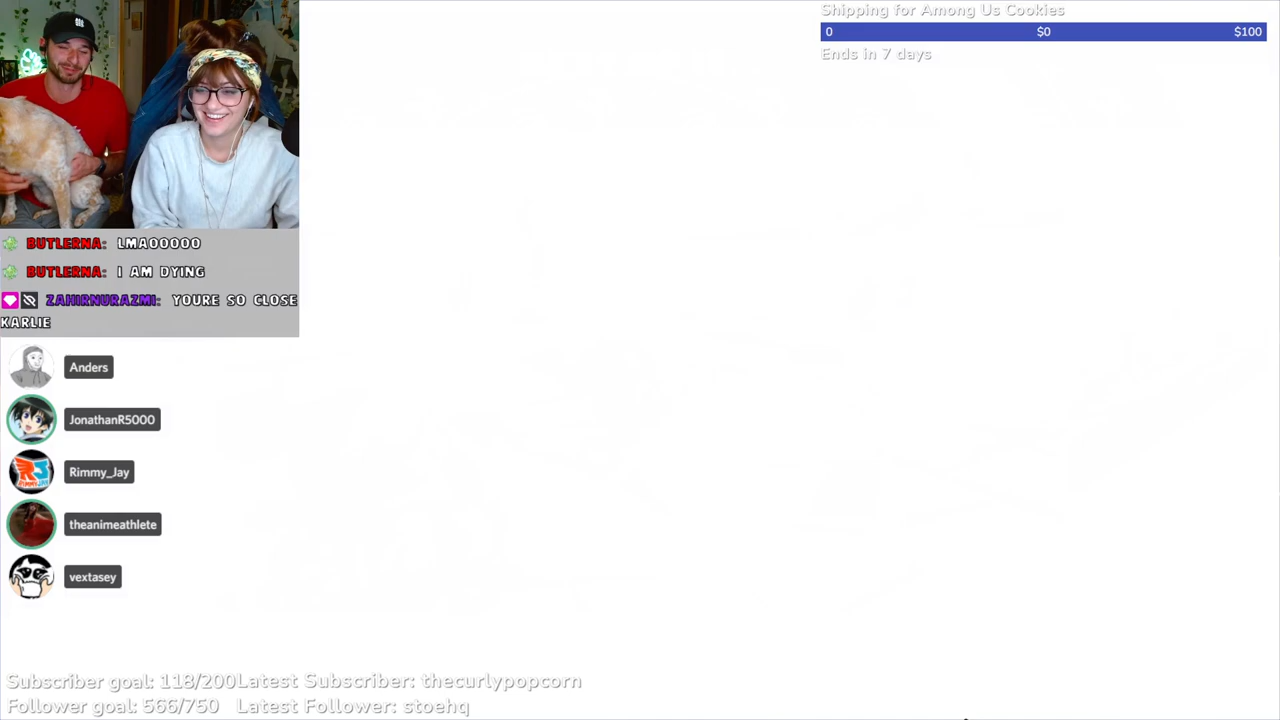 Shipping for Among Us Cookies
0 $0 $100
Ends in 7 days
BUTLERNA: LMAOOOOO
BUTLERNA: I AM DYING
ZAHIRNURAZMI: YOURE SO CLOSE
KARLIE
Anders
JonathanR5000
Rimmy_Jay
theanimeathlete
vextasey
Subscriber goal: 118/200 Latest Subscriber: thecurlypopcorn
Follower goal: 566/750 Latest Follower: stoehq